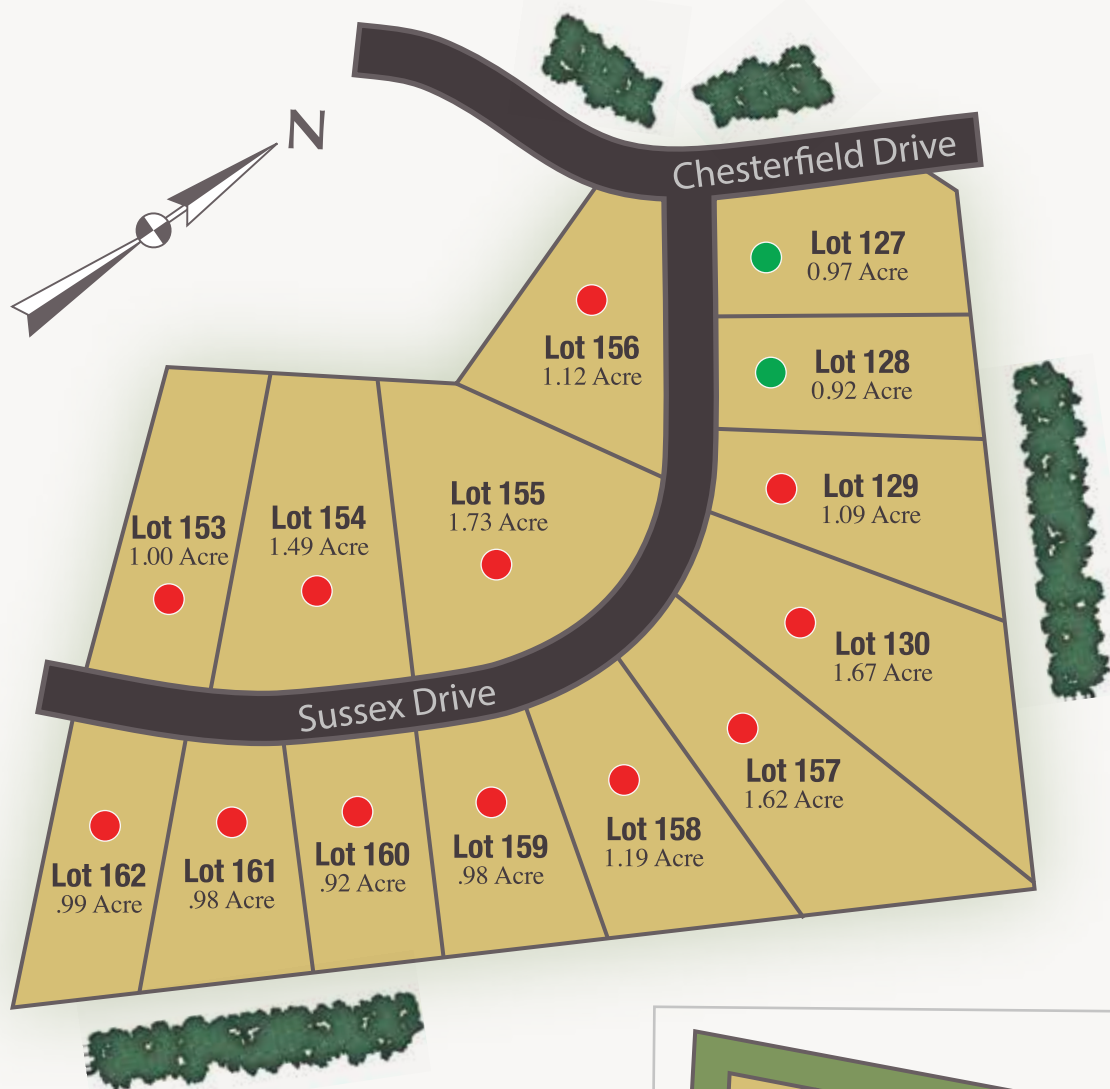 N
Chesterfield Drive
Lot 127
0.97 Acre
Lot 156
1.12 Acre
Lot 128
0.92 Acre
Lot 129
1.09 Acre
Lot 155
1.73 Acre
Lot 154
1.49 Acre
Lot 153
1.00 Acre
Lot 130
1.67 Acre
Sussex Drive
Lot 157
1.62 Acre
Lot 158
1.19 Acre
Lot 159
.98 Acre
Lot 160
.92 Acre
Lot 161
.98 Acre
Lot 162
.99 Acre